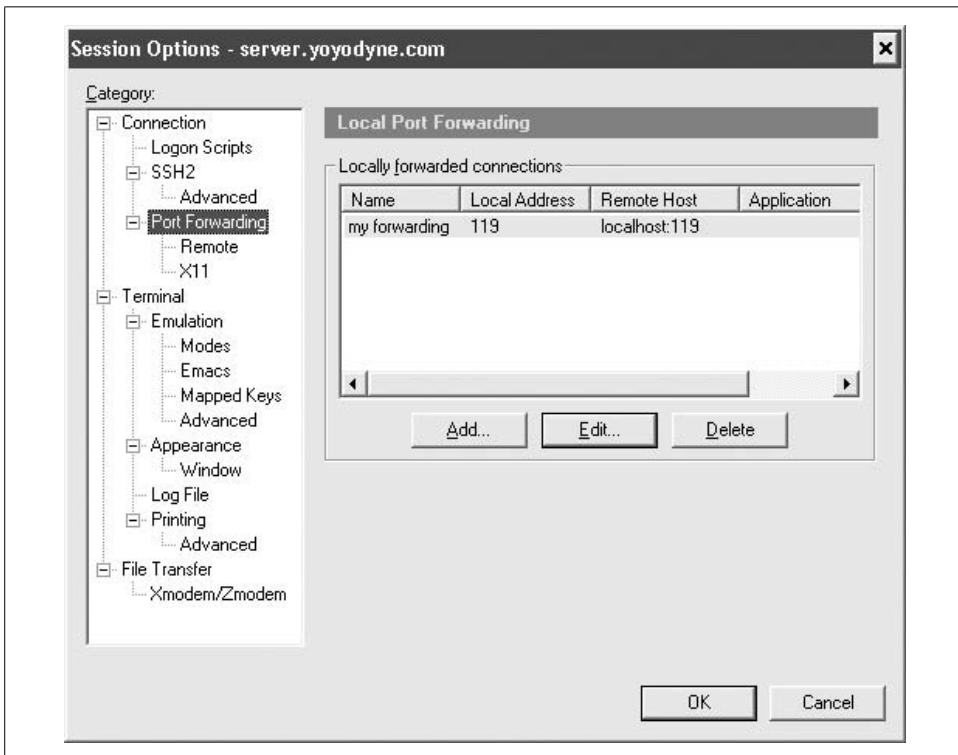 Session Options - server.yoyodyne.com
Category:
Connection
Logon Scripts
SSH2
Advanced
Port Forwarding
Remote
X11
Terminal
Emulation
Modes
Emacs
Mapped Keys
Advanced
Appearance
Window
Log File
Printing
Advanced
File Transfer
Xmodem/Zmodem
Local Port Forwarding
Locally forwarded connections
Name Local Address Remote Host Application
my forwarding 119 localhost:119
Add... Edit... Delete
OK Cancel